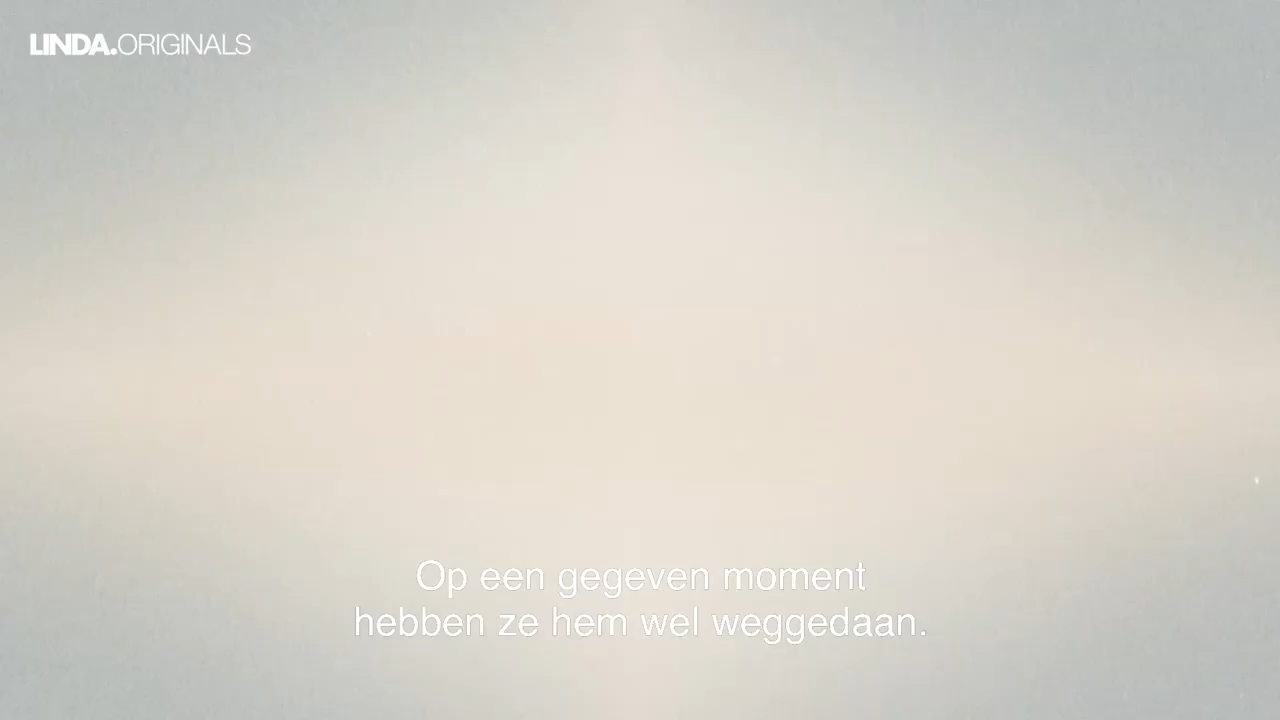 LINDA.ORIGINALS
Op een gegeven moment
hebben ze hem wel weggedaan.